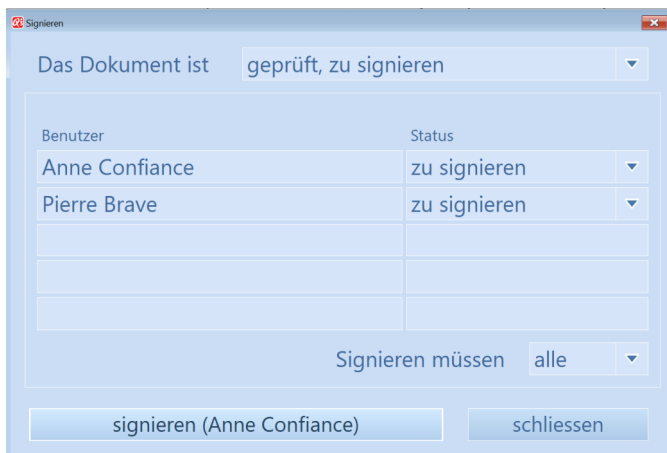 Signieren
Das Dokument ist geprüft, zu signieren
Benutzer Status
Anne Confiance zu signieren
Pierre Brave zu signieren
Signieren müssen alle
signieren (Anne Confiance) schliessen